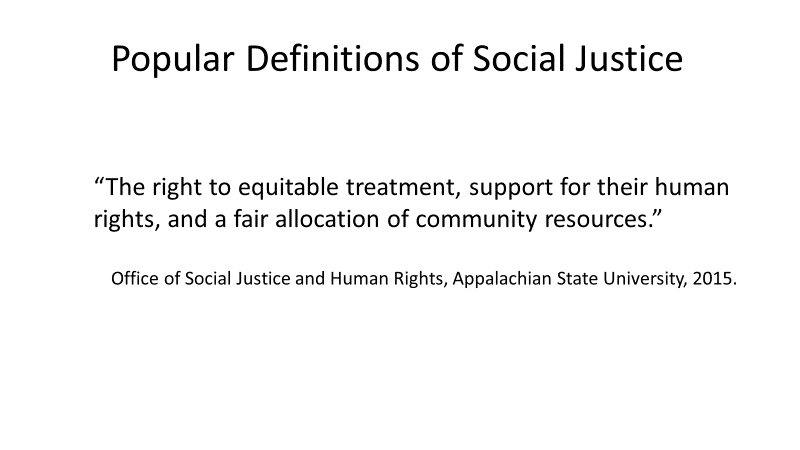 Popular Definitions of Social Justice
“The right to equitable treatment, support for their human
rights, and a fair allocation of community resources.”
Office of Social Justice and Human Rights, Appalachian State University, 2015.